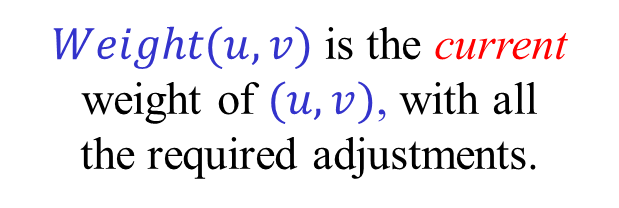 Weight(u, v) is the current
weight of (u, v), with all
the required adjustments.